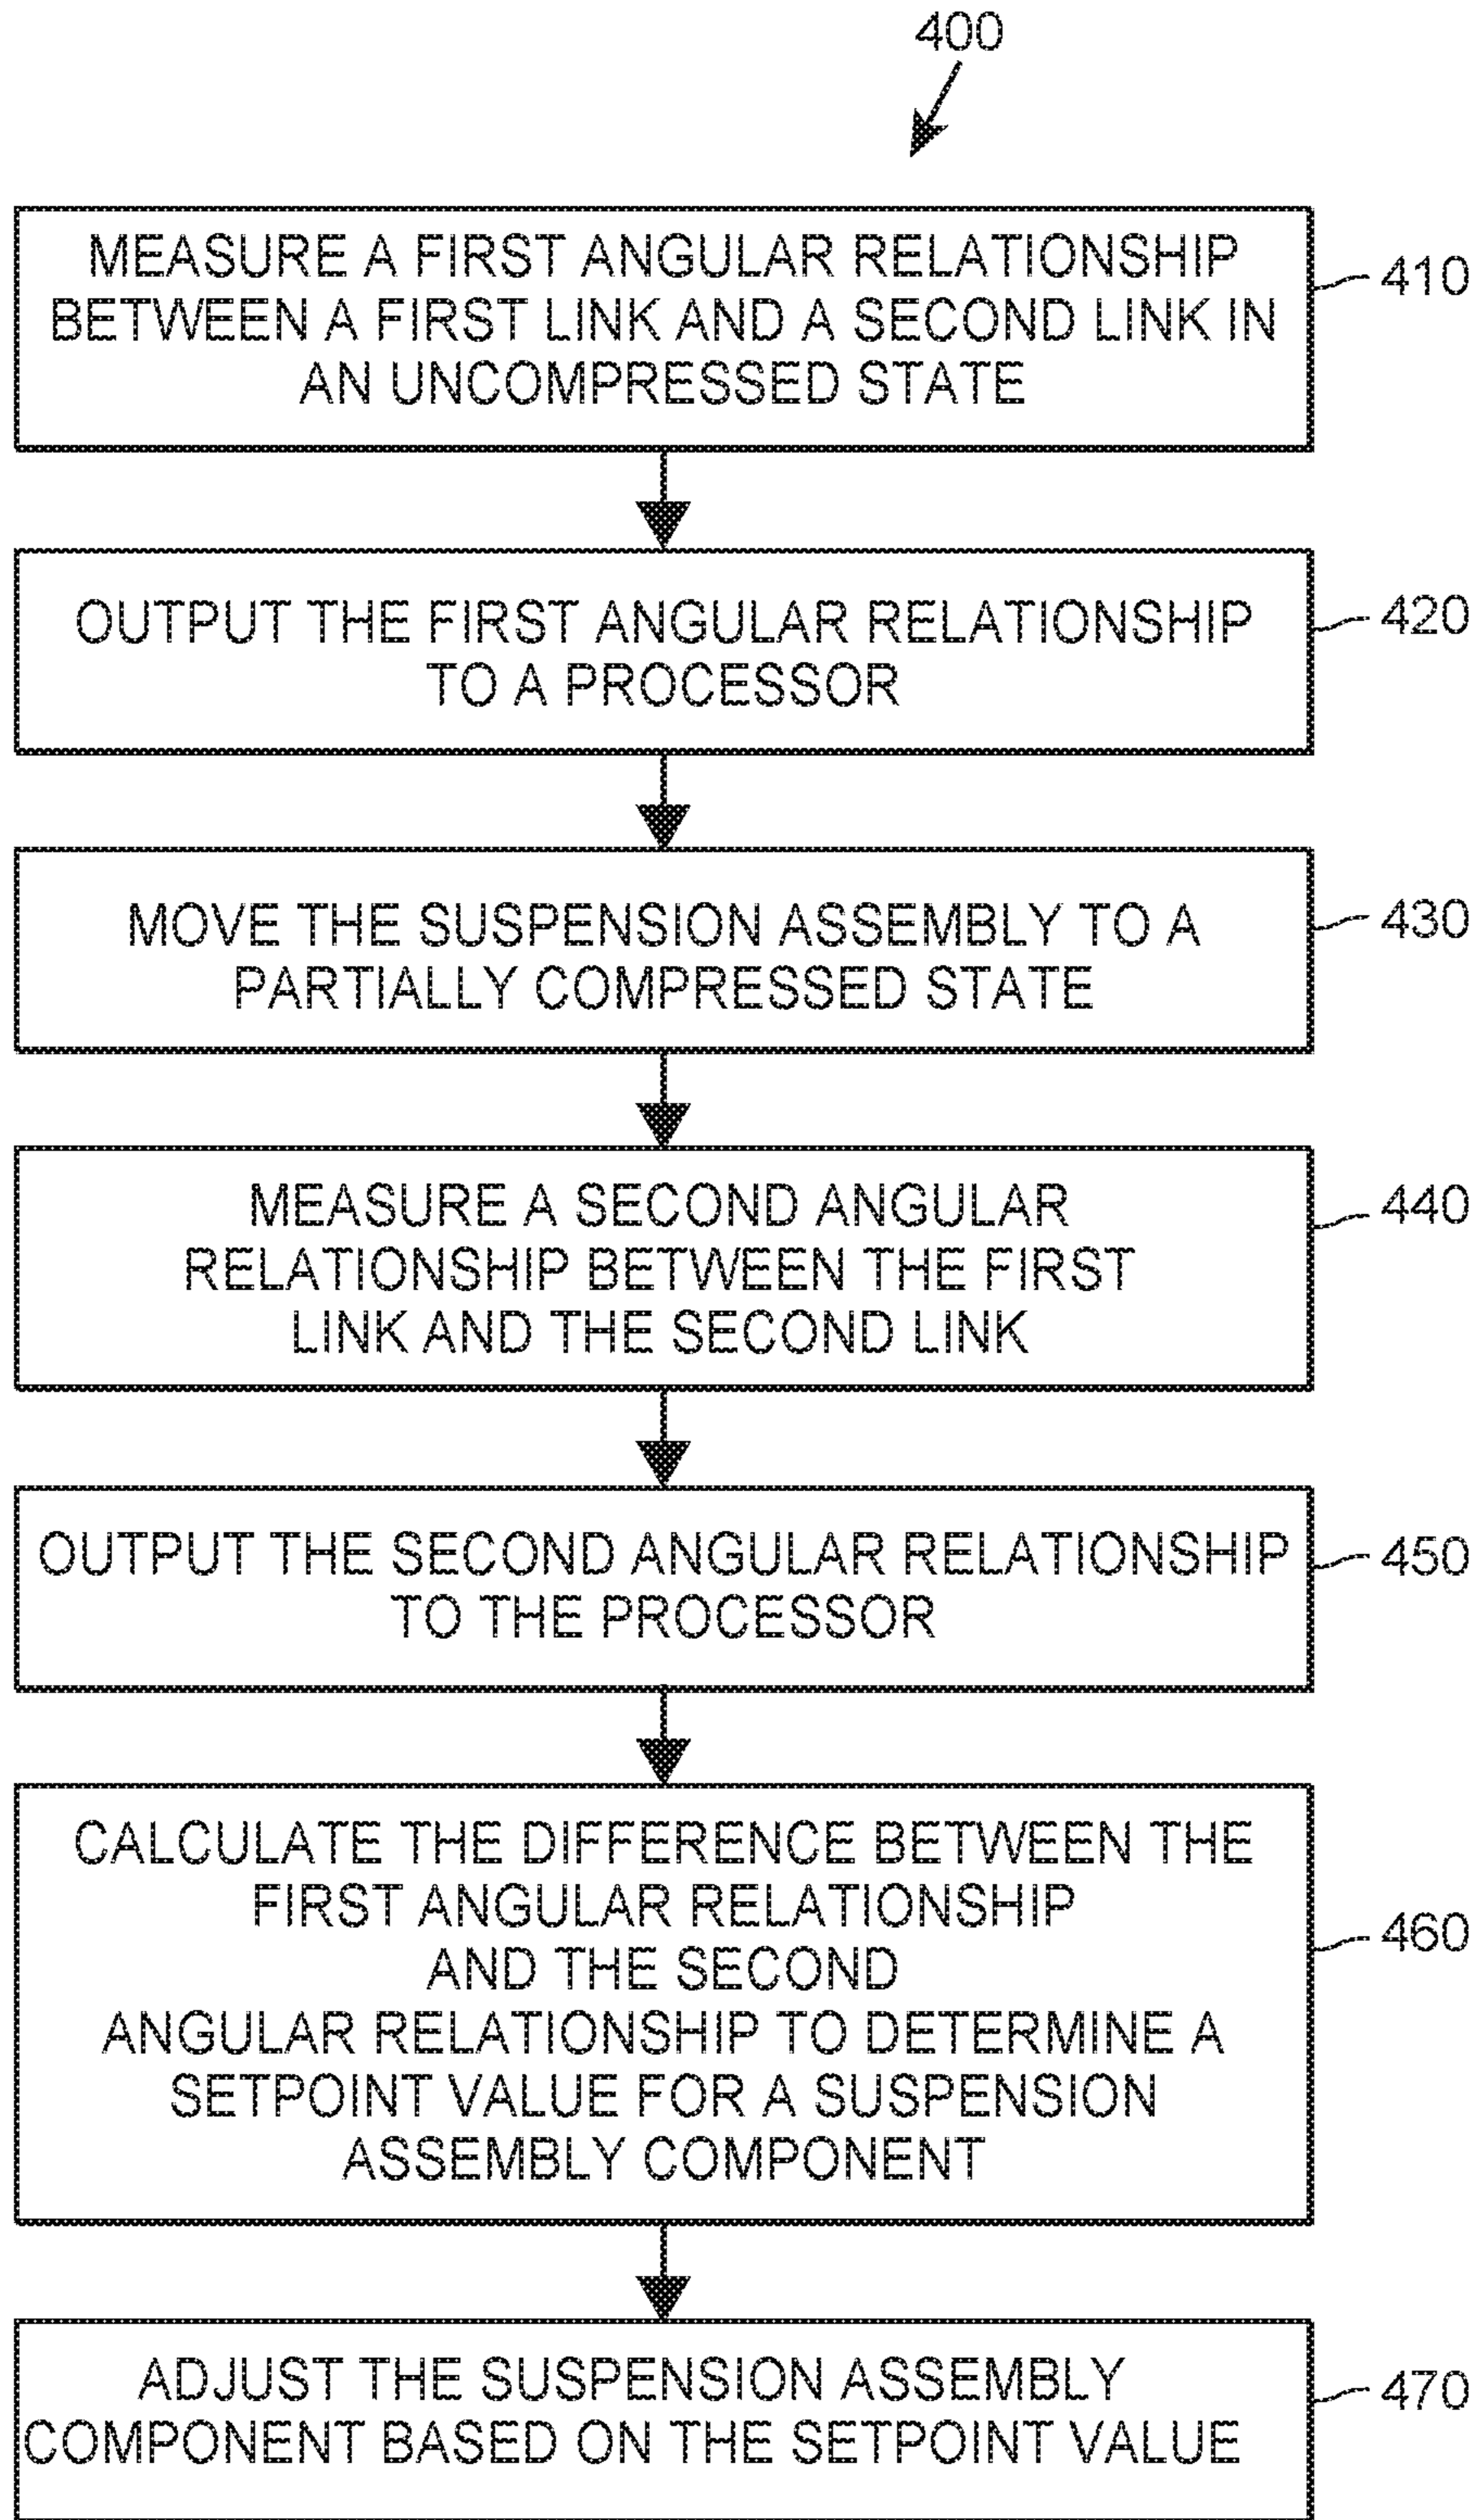 400
MEASURE A FIRST ANGULAR RELATIONSHIP
BETWEEN A FIRST LINK AND A SECOND LINK IN
AN UNCOMPRESSED STATE
410
OUTPUT THE FIRST ANGULAR RELATIONSHIP
TO A PROCESSOR
420
MOVE THE SUSPENSION ASSEMBLY TO A
PARTIALLY COMPRESSED STATE
430
MEASURE A SECOND ANGULAR
RELATIONSHIP BETWEEN THE FIRST
LINK AND THE SECOND LINK
440
OUTPUT THE SECOND ANGULAR RELATIONSHIP
TO THE PROCESSOR
450
CALCULATE THE DIFFERENCE BETWEEN THE
FIRST ANGULAR RELATIONSHIP
AND THE SECOND
ANGULAR RELATIONSHIP TO DETERMINE A
SETPOINT VALUE FOR A SUSPENSION
ASSEMBLY COMPONENT
460
ADJUST THE SUSPENSION ASSEMBLY
COMPONENT BASED ON THE SETPOINT VALUE
470